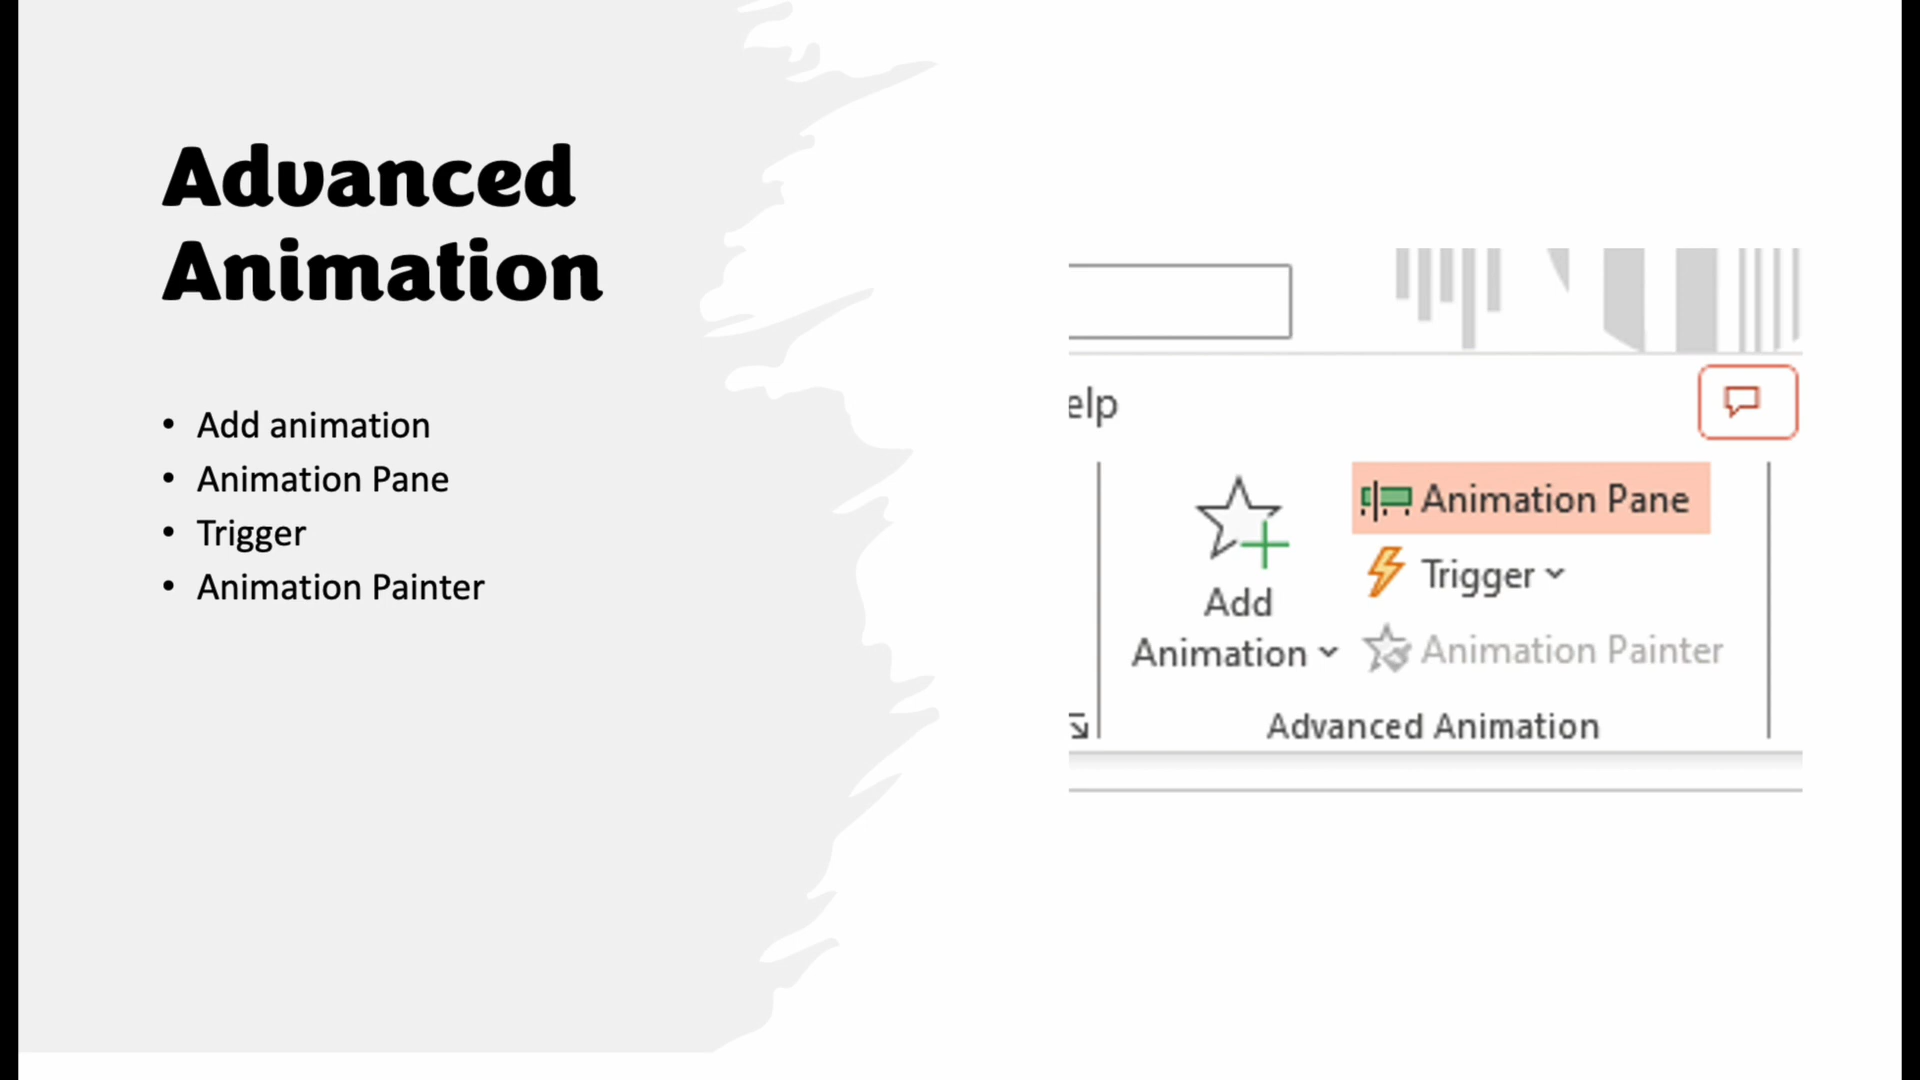 Advanced
Animation
• Add animation
• Animation Pane
• Trigger
• Animation Painter
elp
Animation Pane
Trigger
Add
Animation
Animation Painter
Advanced Animation